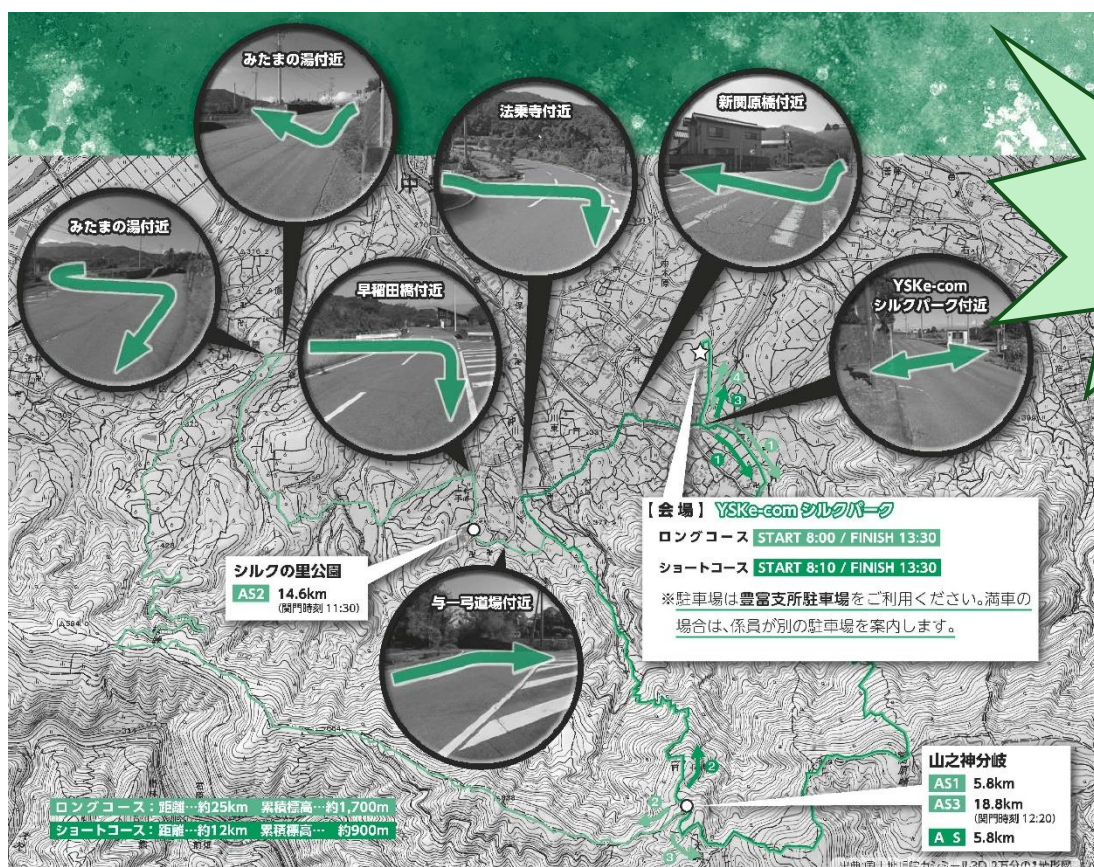 みたまの湯付近
法乗寺付近
新関原橋付近
みたまの湯付近
早稲田橋付近
YSKe-com
シルクパーク付近
4
3
1
1
【会場】 YSKe-com シルクパーク
ロングコース START 8:00 / FINISH 13:30
ショートコース START 8:10 / FINISH 13:30
※駐車場は豊富支所駐車場をご利用ください。満車の
場合は、係員が別の駐車場を案内します。
シルクの里公園
AS2 14.6km
(関門時刻 11:30)
与一弓道場付近
2
2
3
山之神分岐
AS1 5.8km
AS3 18.8km
(関門時刻 12:20)
A S 5.8km
ロングコース：距離…約25km 累積標高…約1,700m
ショートコース：距離…約12km 累積標高… 約900m